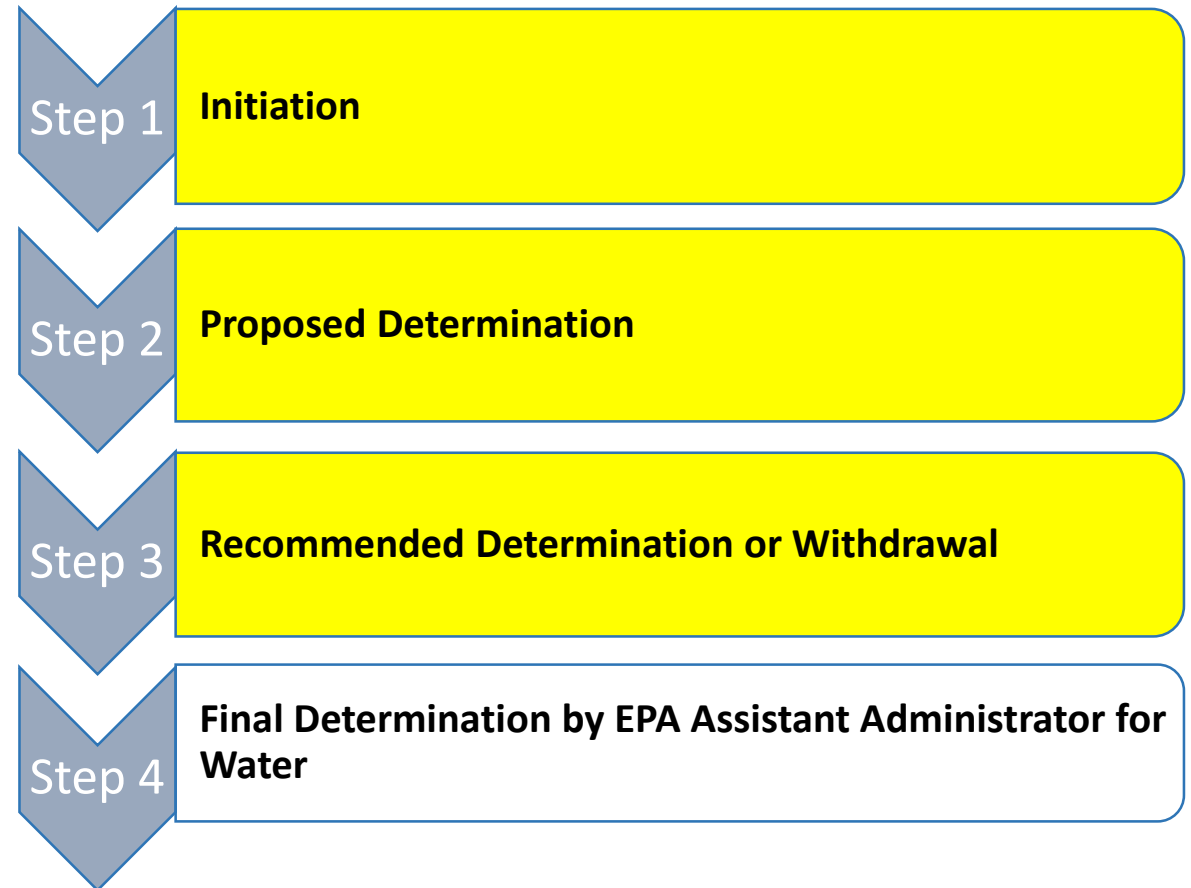 Step 1
Initiation
Step 2
Proposed Determination
Step 3
Recommended Determination or Withdrawal
Step 4
Final Determination by EPA Assistant Administrator for
Water